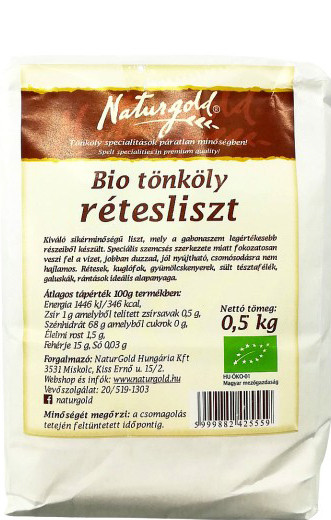 Naturgold®
Tönköly specialitások páratlan minőségben!
Spelt specialities in premium quality!
Bio tönköly
rétesliszt
Kiváló sikérminőségű liszt, mely a gabonaszem legértékesebb
részeiből készült. Speciális szemcsés szerkezete miatt fokozatosan
veszi fel a vizet, jobban duzzad, jól nyújtható, csomósodásra nem
hajlamos. Rétesek, kuglófok, gyümölcskenyerek, sült tésztafélék,
galuskák, rántások ideális alapanyaga.
Átlagos tápérték 100g termékben:
Energia 1446 kJ/346 kcal,
Zsír 1 g amelyből telített zsírsavak 0,5 g,
Szénhidrát 68 g amelyből cukrok 0 g,
Élelmi rost 1,5 g,
Fehérje 15 g, Só 0,03 g
Nettó tömeg:
0,5 kg
Forgalmazó: NaturGold Hungária Kft
3531 Miskolc, Kiss Ernő u. 15/2.
Webshop és infók: www.naturgold.hu
Vevőszolgálat: 20/519-1303
f naturgold
HU-ÖKO-01
Magyar mezőgazdaság
Minőségét megőrzi: a csomagolás
tetején feltüntetett időpontig.
5999882425559